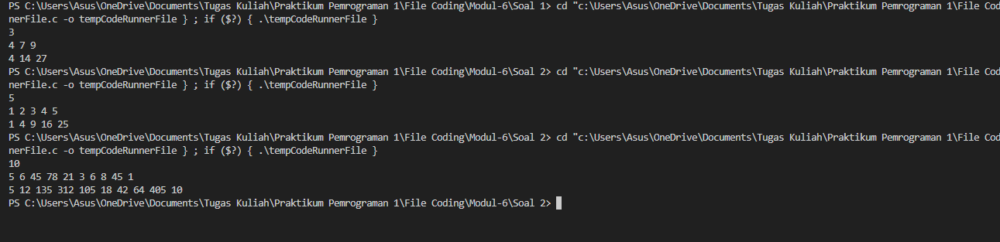 PS C:\Users\Asus\OneDrive\Documents\Tugas Kuliah\Praktikum Pemrograman 1\File Coding\Modul-6\Soal 1> cd "c:\Users\Asus\OneDrive\Documents\Tugas Kuliah\Praktikum Pemrograman 1\File Cod
nerFile.c -o tempCodeRunnerFile } ; if ($?) { .\tempCodeRunnerFile }
3
4 7 9
4 14 27
PS C:\Users\Asus\OneDrive\Documents\Tugas Kuliah\Praktikum Pemrograman 1\File Coding\Modul-6\Soal 2> cd "c:\Users\Asus\OneDrive\Documents\Tugas Kuliah\Praktikum Pemrograman 1\File Cod
nerFile.c -o tempCodeRunnerFile } ; if ($?) { .\tempCodeRunnerFile }
5
1 2 3 4 5
1 4 9 16 25
PS C:\Users\Asus\OneDrive\Documents\Tugas Kuliah\Praktikum Pemrograman 1\File Coding\Modul-6\Soal 2> cd "c:\Users\Asus\OneDrive\Documents\Tugas Kuliah\Praktikum Pemrograman 1\File Cod
nerFile.c -o tempCodeRunnerFile } ; if ($?) { .\tempCodeRunnerFile }
10
5 6 45 78 21 3 6 8 45 1
5 12 135 312 105 18 42 64 405 10
PS C:\Users\Asus\OneDrive\Documents\Tugas Kuliah\Praktikum Pemrograman 1\File Coding\Modul-6\Soal 2>